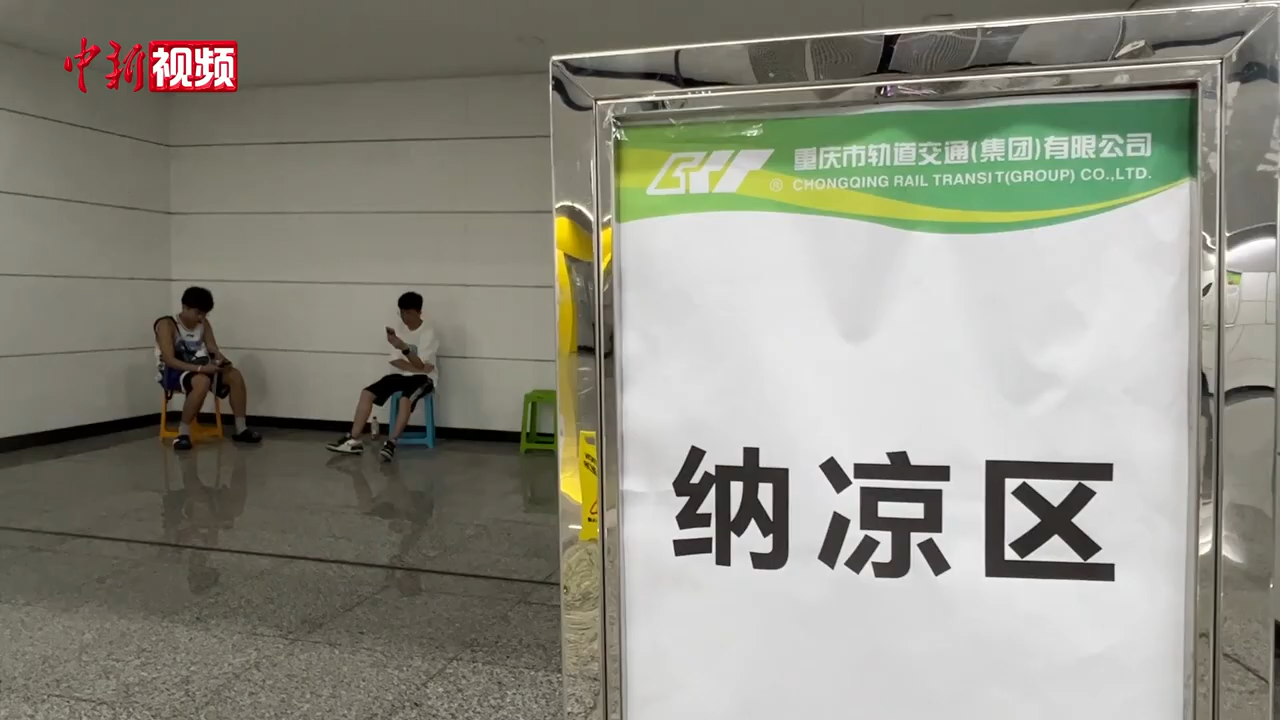 中新视频
CRT ® 重庆市轨道交通(集团)有限公司
CHONGQING RAIL TRANSIT(GROUP) CO.,LTD.
纳凉区